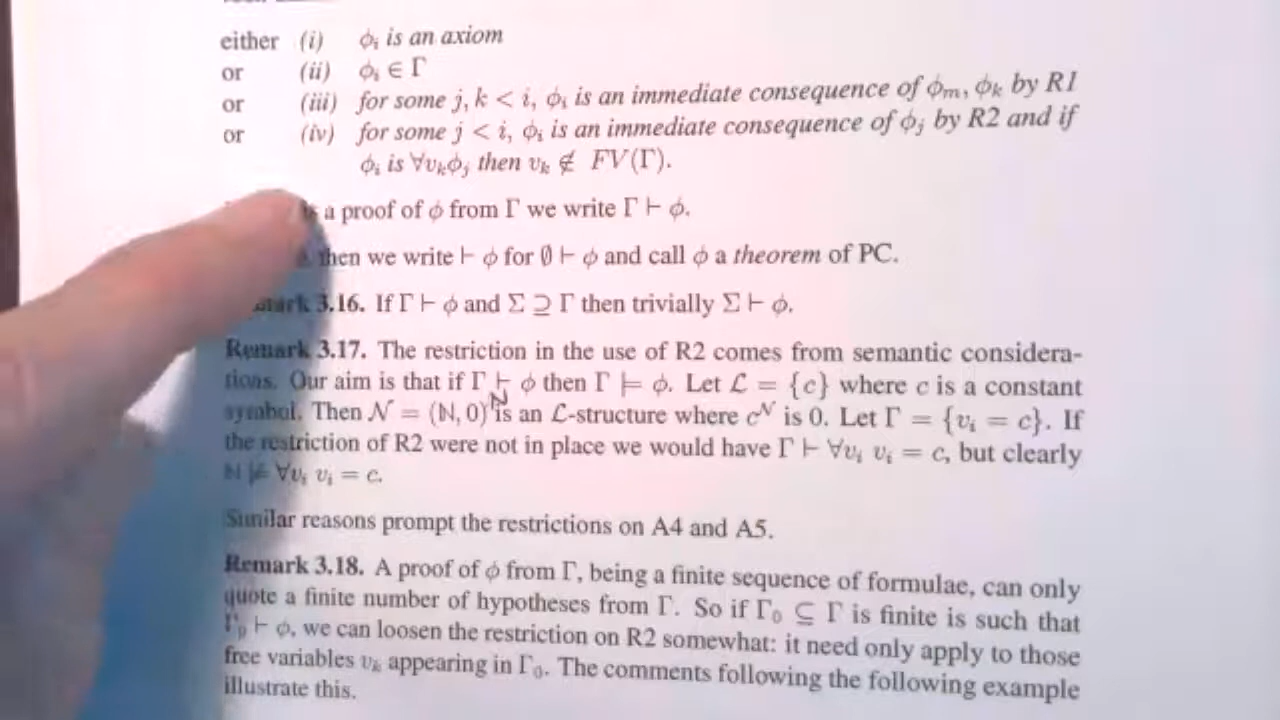 either (i) ϕᵢ is an axiom
or (ii) ϕᵢ ∈ Γ
or (iii) for some j, k < i, ϕᵢ is an immediate consequence of ϕₘ, ϕₖ by R1
or (iv) for some j < i, ϕᵢ is an immediate consequence of ϕⱼ by R2 and if
ϕᵢ is ∀vₖϕⱼ then vₖ ∉ FV(Γ).
a proof of ϕ from Γ we write Γ ⊢ ϕ.
then we write ⊢ ϕ for ∅ ⊢ ϕ and call ϕ a theorem of PC.
3.16. If Γ ⊢ ϕ and Σ ⊇ Γ then trivially Σ ⊢ ϕ.
Remark 3.17. The restriction in the use of R2 comes from semantic considera-
tions. Our aim is that if Γ ⊢ ϕ then Γ ⊨ ϕ. Let ℒ = {c} where c is a constant
symbol. Then 𝒩 = (ℕ, 0) is an ℒ-structure where c^𝒩 is 0. Let Γ = {vᵢ = c}. If
the restriction of R2 were not in place we would have Γ ⊢ ∀vᵢ vᵢ = c, but clearly
ℕ ⊭ ∀vᵢ vᵢ = c.
Similar reasons prompt the restrictions on A4 and A5.
Remark 3.18. A proof of ϕ from Γ, being a finite sequence of formulae, can only
quote a finite number of hypotheses from Γ. So if Γ₀ ⊆ Γ is finite is such that
Γ₀ ⊢ ϕ, we can loosen the restriction on R2 somewhat: it need only apply to those
free variables vₖ appearing in Γ₀. The comments following the following example
illustrate this.